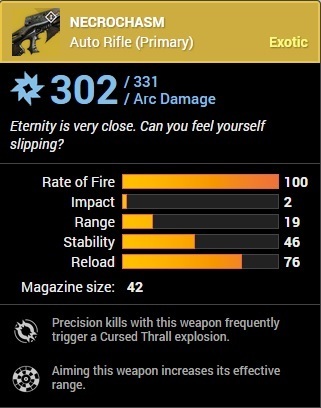 NECROCHASM
Auto Rifle (Primary)
Exotic
302 / 331
/ Arc Damage
Eternity is very close. Can you feel yourself
slipping?
Rate of Fire 100
Impact 2
Range 19
Stability 46
Reload 76
Magazine size: 42
Precision kills with this weapon frequently
trigger a Cursed Thrall explosion.
Aiming this weapon increases its effective
range.